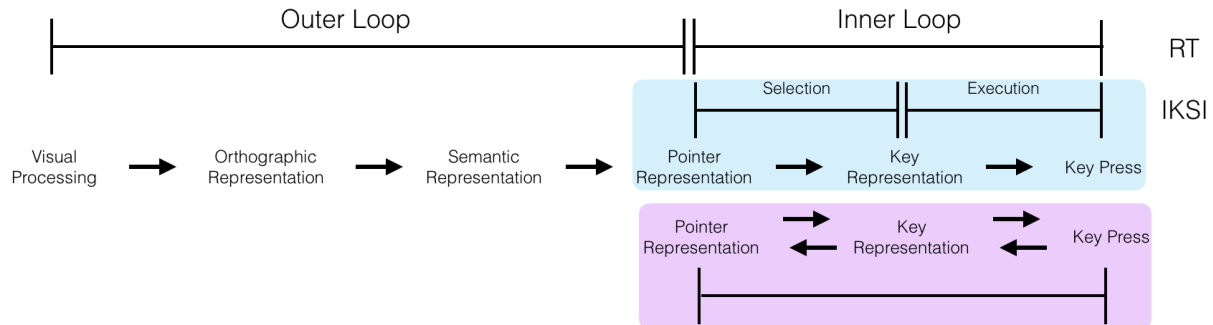 Outer Loop
Inner Loop
RT
Selection
Execution
IKSI
Visual
Processing
Orthographic
Representation
Semantic
Representation
Pointer
Representation
Key
Representation
Key Press
Pointer
Representation
Key
Representation
Key Press